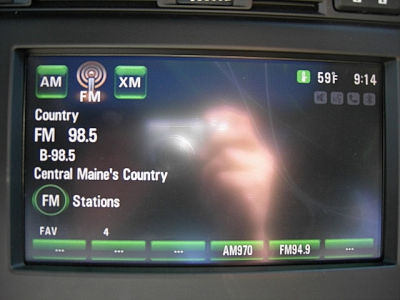 AM FM XM 59°F 9:14
Country
FM 98.5
B-98.5
Central Maine's Country
FM Stations
FAV 4
--- --- --- AM970 FM94.9 ---